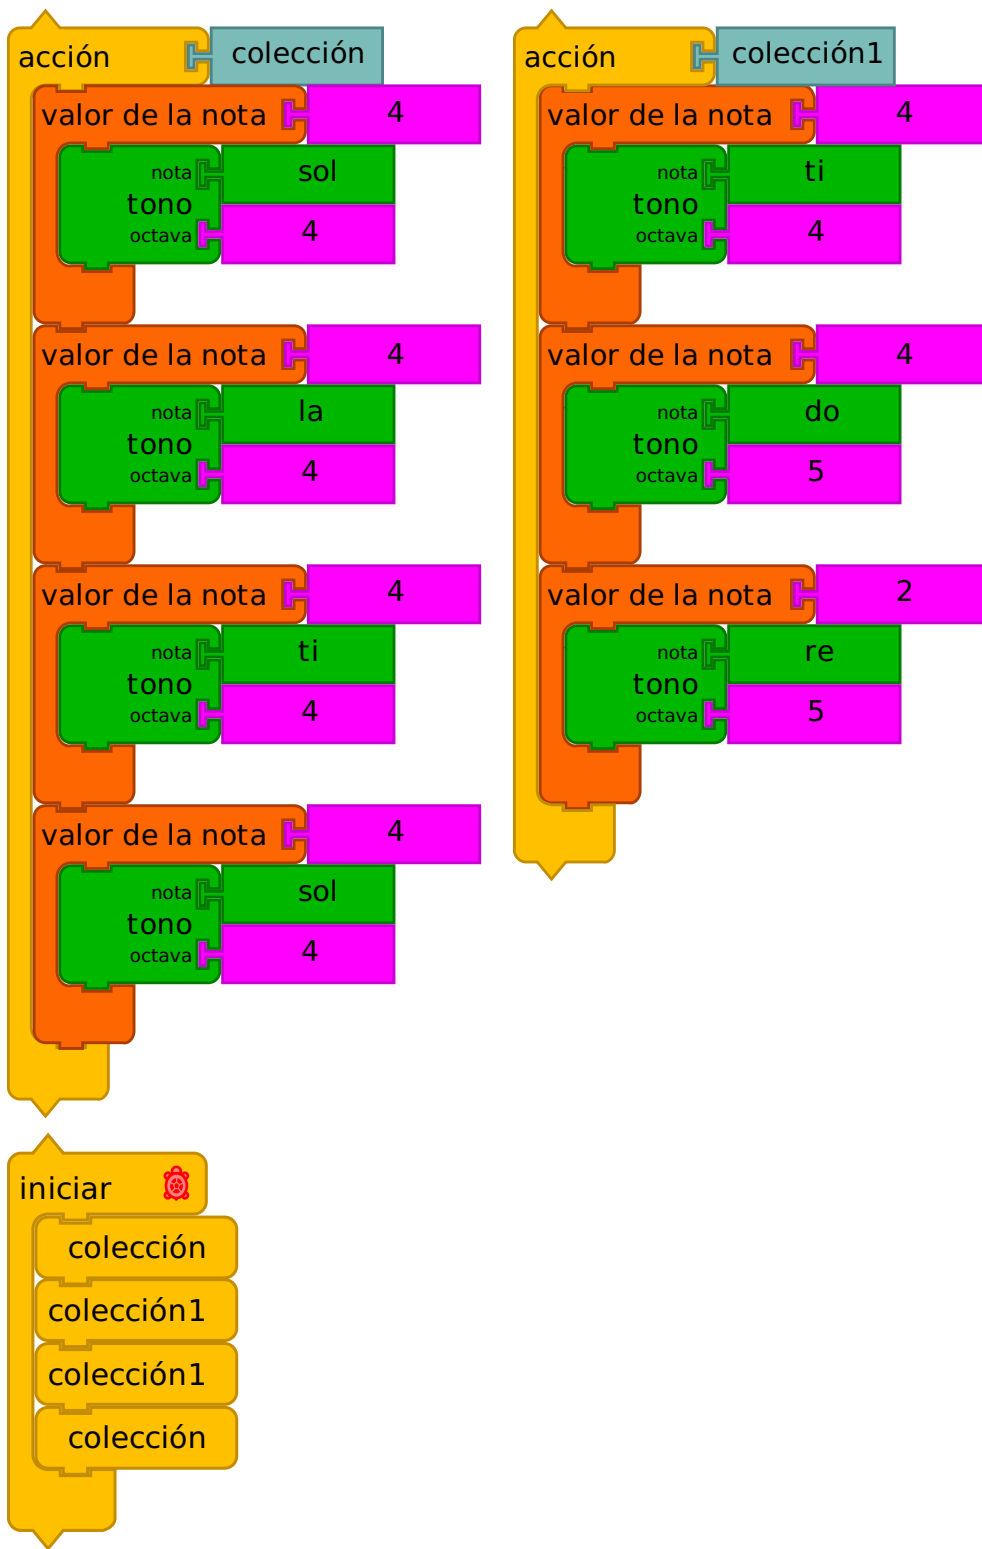 acción colección
valor de la nota 4
nota sol
tono
octava 4
valor de la nota 4
nota la
tono
octava 4
valor de la nota 4
nota ti
tono
octava 4
valor de la nota 4
nota sol
tono
octava 4
acción colección1
valor de la nota 4
nota ti
tono
octava 4
valor de la nota 4
nota do
tono
octava 5
valor de la nota 2
nota re
tono
octava 5
iniciar
colección
colección1
colección1
colección